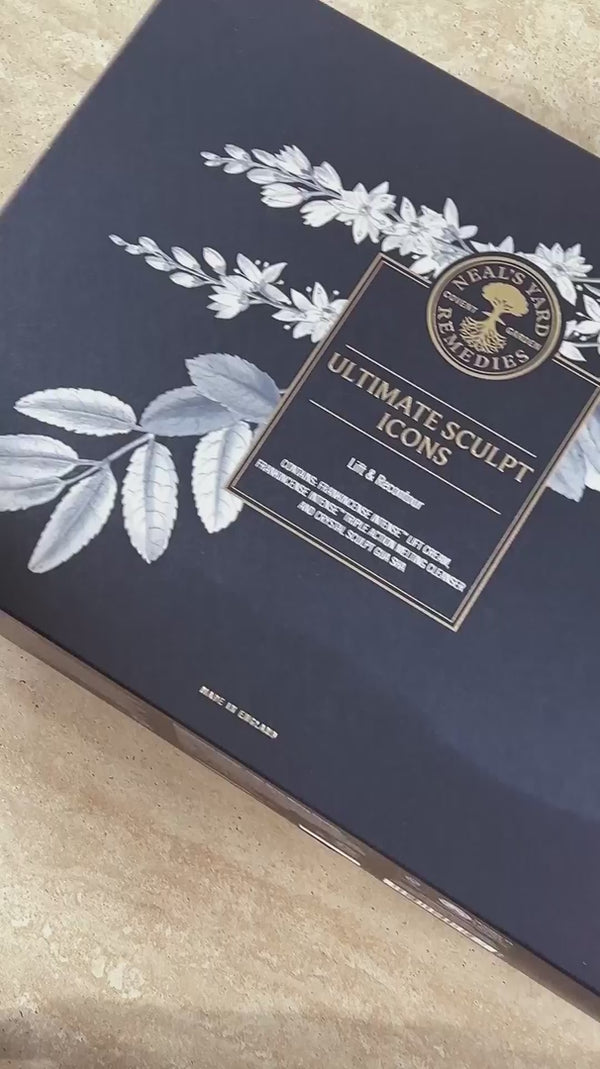 NEAL'S YARD
COVENT GARDEN
REMEDIES
ULTIMATE SCULPT
ICONS
Lift & Recontour
CONTAINS: FRANKINCENSE INTENSE™ LIFT CREAM,
FRANKINCENSE INTENSE™ TRIPLE ACTION MELTING CLEANSER
AND CRYSTAL SCULPT GUA SHA
MADE IN ENGLAND